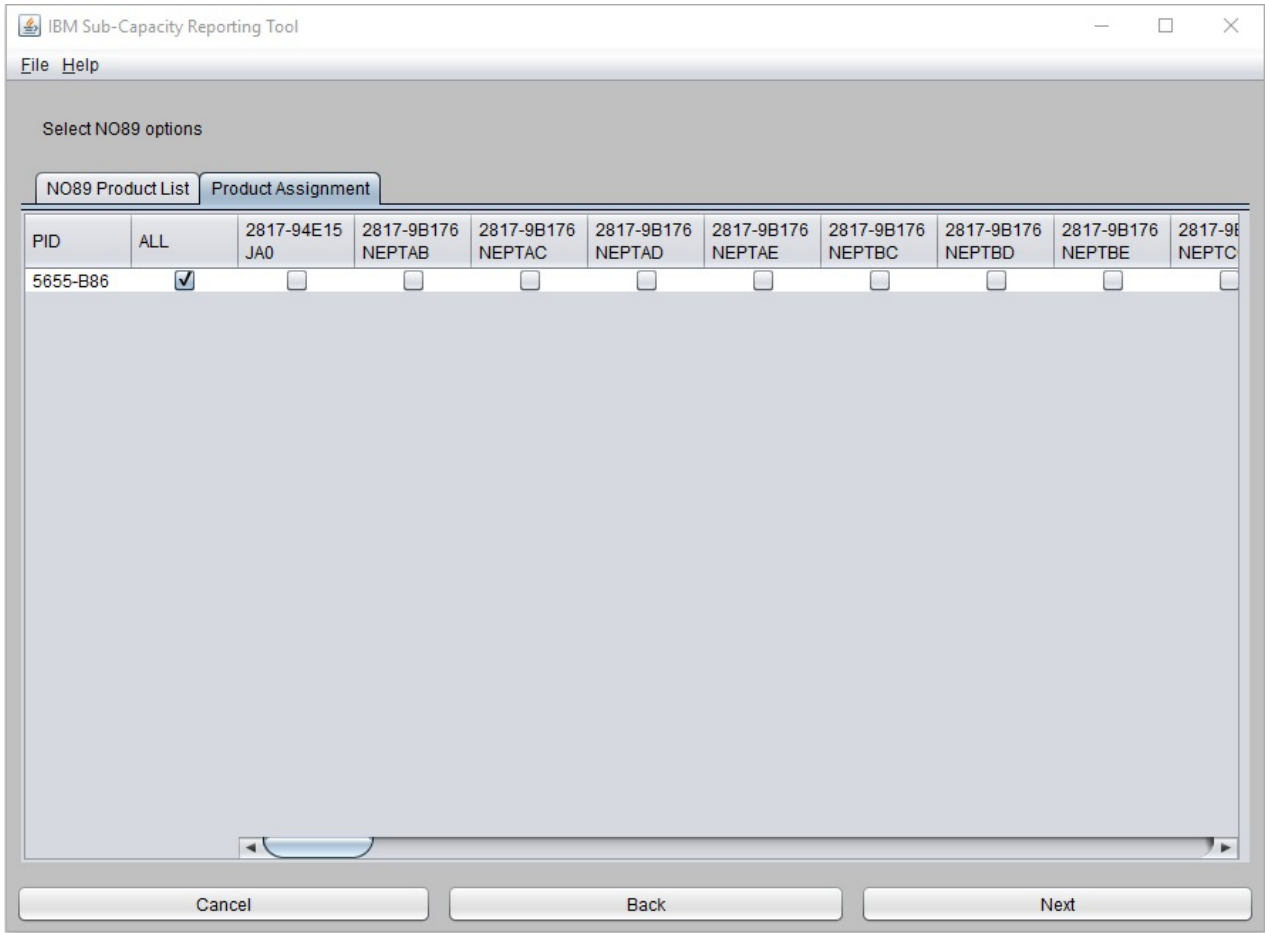 IBM Sub-Capacity Reporting Tool
File Help
Select NO89 options
NO89 Product List Product Assignment
PID ALL 2817-94E15 2817-9B176 2817-9B176 2817-9B176 2817-9B176 2817-9B176 2817-9B176 2817-9B176
JA0 NEPTAB NEPTAC NEPTAD NEPTAE NEPTBC NEPTBD NEPTBE
5655-B86
Cancel Back Next